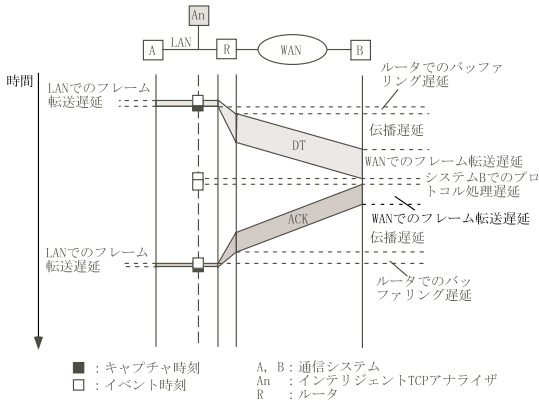 An
A
LAN
R
WAN
B
時間
LANでのフレーム
転送遅延
ルータでのバッファ
リング遅延
伝播遅延
DT
WANでのフレーム転送遅延
システムBでのプロ
トコル処理遅延
ACK
WANでのフレーム転送遅延
伝播遅延
LANでのフレーム
転送遅延
ルータでのバッ
ファリング遅延
：キャプチャ時刻
：イベント時刻
A, B：通信システム
An ：インテリジェントTCPアナライザ
R ：ルータ